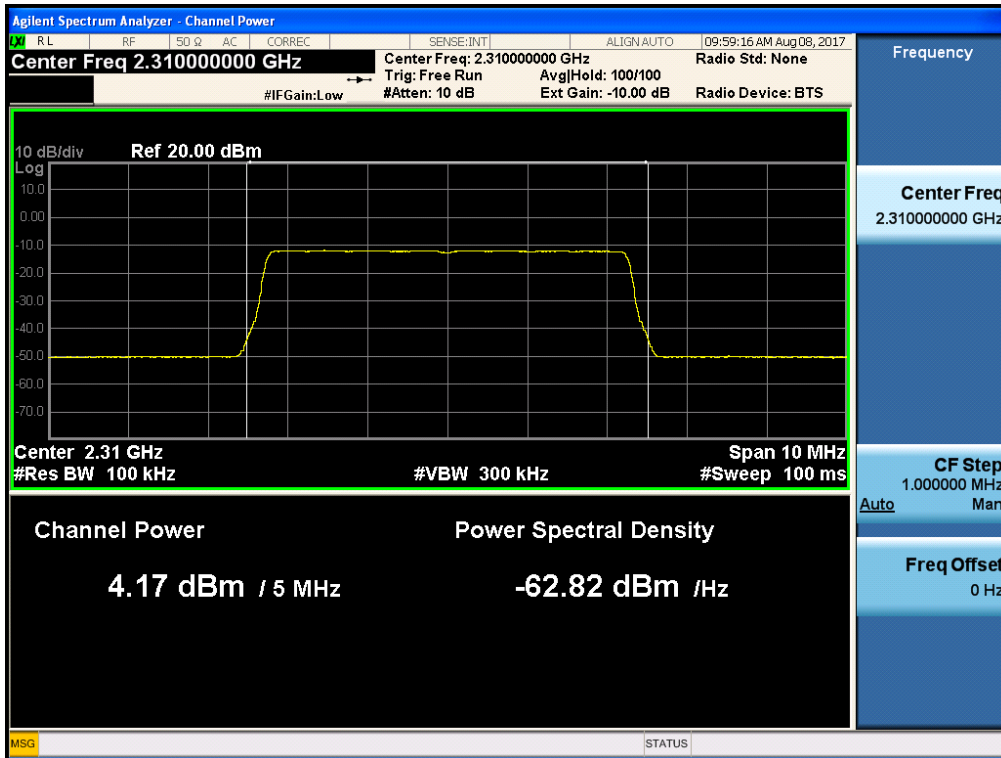 Agilent Spectrum Analyzer - Channel Power
LXI RL RF 50 Ω AC CORREC SENSE:INT ALIGN AUTO 09:59:16 AM Aug 08, 2017
Center Freq 2.310000000 GHz
Center Freq: 2.310000000 GHz Radio Std: None
Trig: Free Run Avg|Hold: 100/100
#IFGain:Low #Atten: 10 dB Ext Gain: -10.00 dB Radio Device: BTS
10 dB/div Ref 20.00 dBm
Log
10.0
0.00
-10.0
-20.0
-30.0
-40.0
-50.0
-60.0
-70.0
Center 2.31 GHz Span 10 MHz
#Res BW 100 kHz #VBW 300 kHz #Sweep 100 ms
Channel Power Power Spectral Density
4.17 dBm / 5 MHz -62.82 dBm /Hz
MSG STATUS
Frequency
Center Freq
2.310000000 GHz
CF Step
1.000000 MHz
Auto Man
Freq Offset
0 Hz